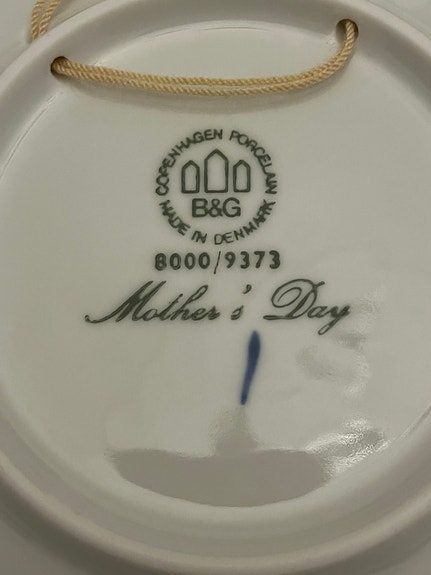 COPENHAGEN PORCELAIN
B&G
MADE IN DENMARK
8000/9373
Mother's Day